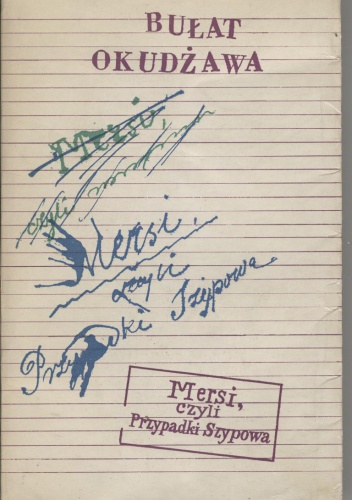 BUŁAT
OKUDŻAWA
Mersi,
czyli
Mersi,
czyli
Przypadki Szypowa
Mersi,
czyli
Przypadki Szypowa